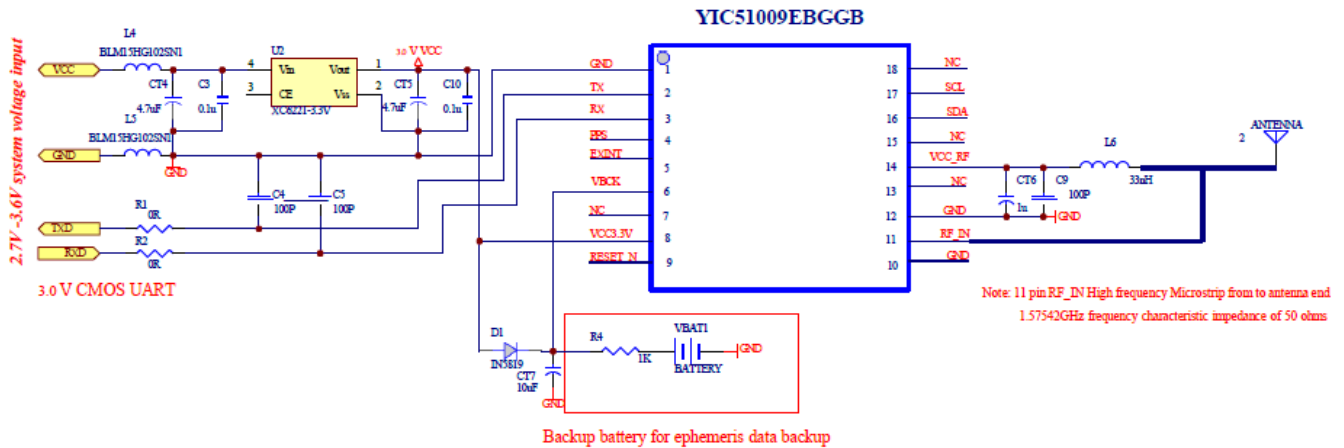 YIC51009EBGGB
2.7V -3.6V system voltage input
L4
BLM15HG102SN1
VCC
CT4
4.7uF
C3
0.1u
U2
4
Vin
Vout
1
3
CE
Vss
2
XC6221-3.3V
3.0 V VCC
CT5
4.7uF
C10
0.1u
L5
BLM15HG102SN1
GND
GND
C4
100P
C5
100P
R1
0R
TXD
R2
0R
RXD
3.0 V CMOS UART
GND
1
TX
2
RX
3
PPS
4
EXINT
5
VBCK
6
NC
7
VCC3.3V
8
RESET_N
9
18
NC
17
SCL
16
SDA
15
NC
14
VCC_RF
13
NC
12
GND
11
RF_IN
10
GND
CT6
1u
C9
100P
GND
L6
33nH
2
ANTENNA
Note: 11 pin RF_IN High frequency Microstrip from to antenna end
1.57542GHz frequency characteristic impedance of 50 ohms
D1
IN5819
CT7
10uF
GND
R4
1K
VBAT1
BATTERY
GND
Backup battery for ephemeris data backup